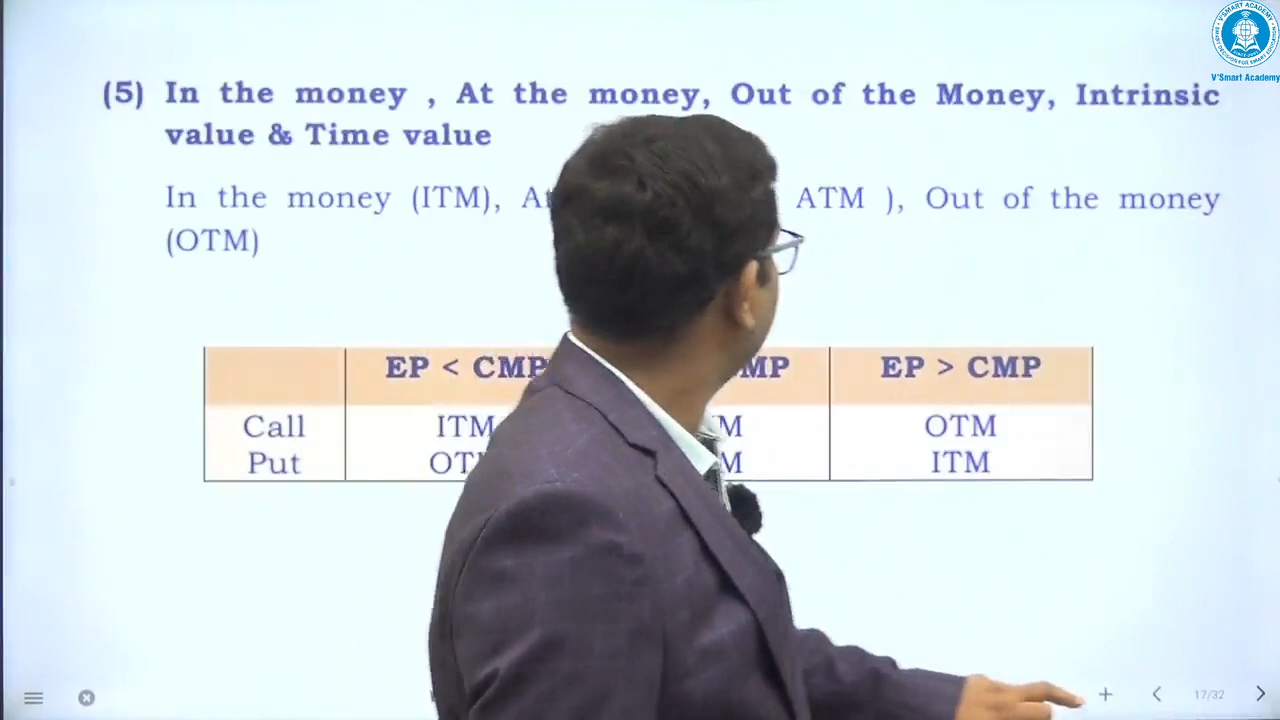 V'SMART ACADEMY
V'Smart Academy
(5) In the money , At the money, Out of the Money, Intrinsic
value & Time value
In the money (ITM), ATM ), Out of the money
(OTM)
EP < CMP EP > CMP
Call ITM OTM
Put ITM
17/32